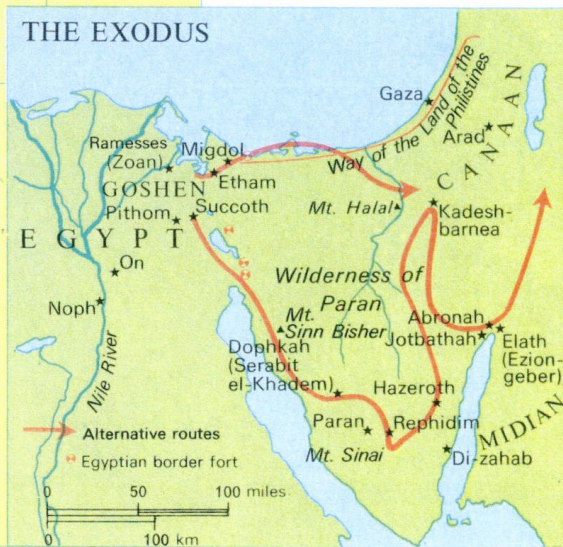 THE EXODUS
Gaza
Way of the Land of the
Philistines
CANAAN
Arad
Ramesses
(Zoan)
Migdol
GOSHEN
Etham
Pithom
Succoth
Mt. Halal
Kadesh-
barnea
EGYPT
On
Wilderness of
Paran
Noph
Mt.
Sinn Bisher
Abronah
Jotbathah
Elath
(Ezion-
geber)
Nile River
Dophkah
(Serabit
el-Khadem)
Hazeroth
Paran
Rephidim
MIDIAN
Mt. Sinai
Di-zahab
Alternative routes
Egyptian border fort
0 50 100 miles
0 100 km